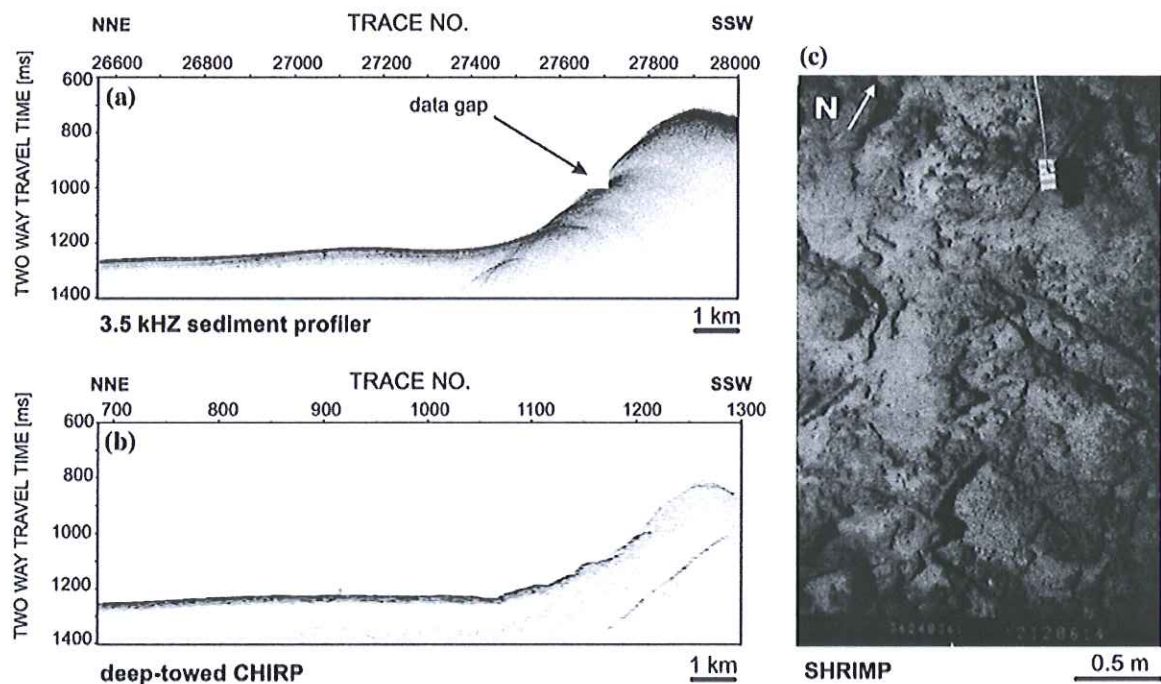 NNE TRACE NO. SSW
26600 26800 27000 27200 27400 27600 27800 28000
(a)
data gap
TWO WAY TRAVEL TIME [ms]
600
800
1000
1200
1400
3.5 kHZ sediment profiler
1 km
NNE TRACE NO. SSW
700 800 900 1000 1100 1200 1300
(b)
TWO WAY TRAVEL TIME [ms]
600
800
1000
1200
1400
deep-towed CHIRP
1 km
(c)
N
SHRIMP
0.5 m